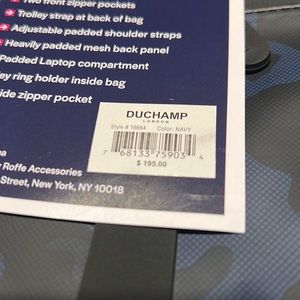 Two front zipper pockets
Trolley strap at back of bag
Adjustable padded shoulder straps
Heavily padded mesh back panel
Padded Laptop compartment
ey ring holder inside bag
ide zipper pocket
DUCHAMP
LONDON
Style # 16664 Color: NAVY
7 68133 75903 4
$ 195.00
na
Roffe Accessories
Street, New York, NY 10018